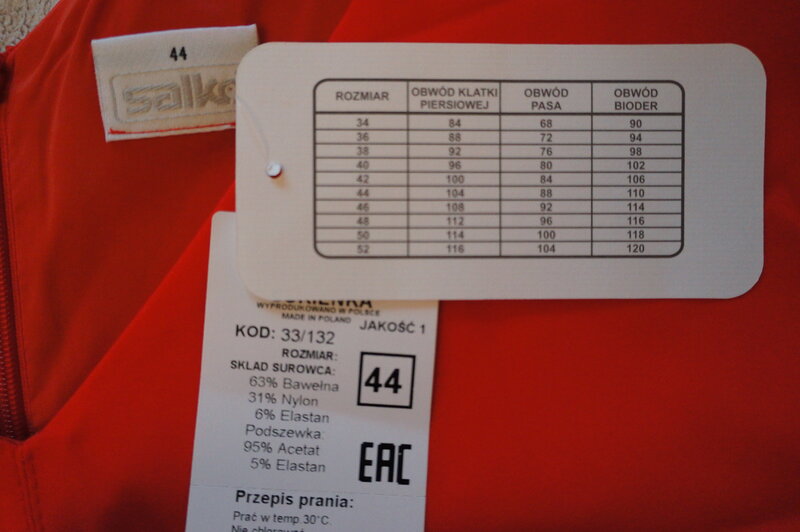 44
salko
ROZMIAR OBWÓD KLATKI PIERSIOWEJ OBWÓD PASA OBWÓD BIODER
34 84 68 90
36 88 72 94
38 92 76 98
40 96 80 102
42 100 84 106
44 104 88 110
46 108 92 114
48 112 96 116
50 114 100 118
52 116 104 120
WYPRODUKOWANO W POLSCE
MADE IN POLAND
JAKOŚĆ 1
KOD: 33/132
ROZMIAR:
44
SKLAD SUROWCA:
63% Bawełna
31% Nylon
6% Elastan
Podszewka:
95% Acetat
5% Elastan
EAC
Przepis prania:
Prać w temp 30°C.
Nie chlorować